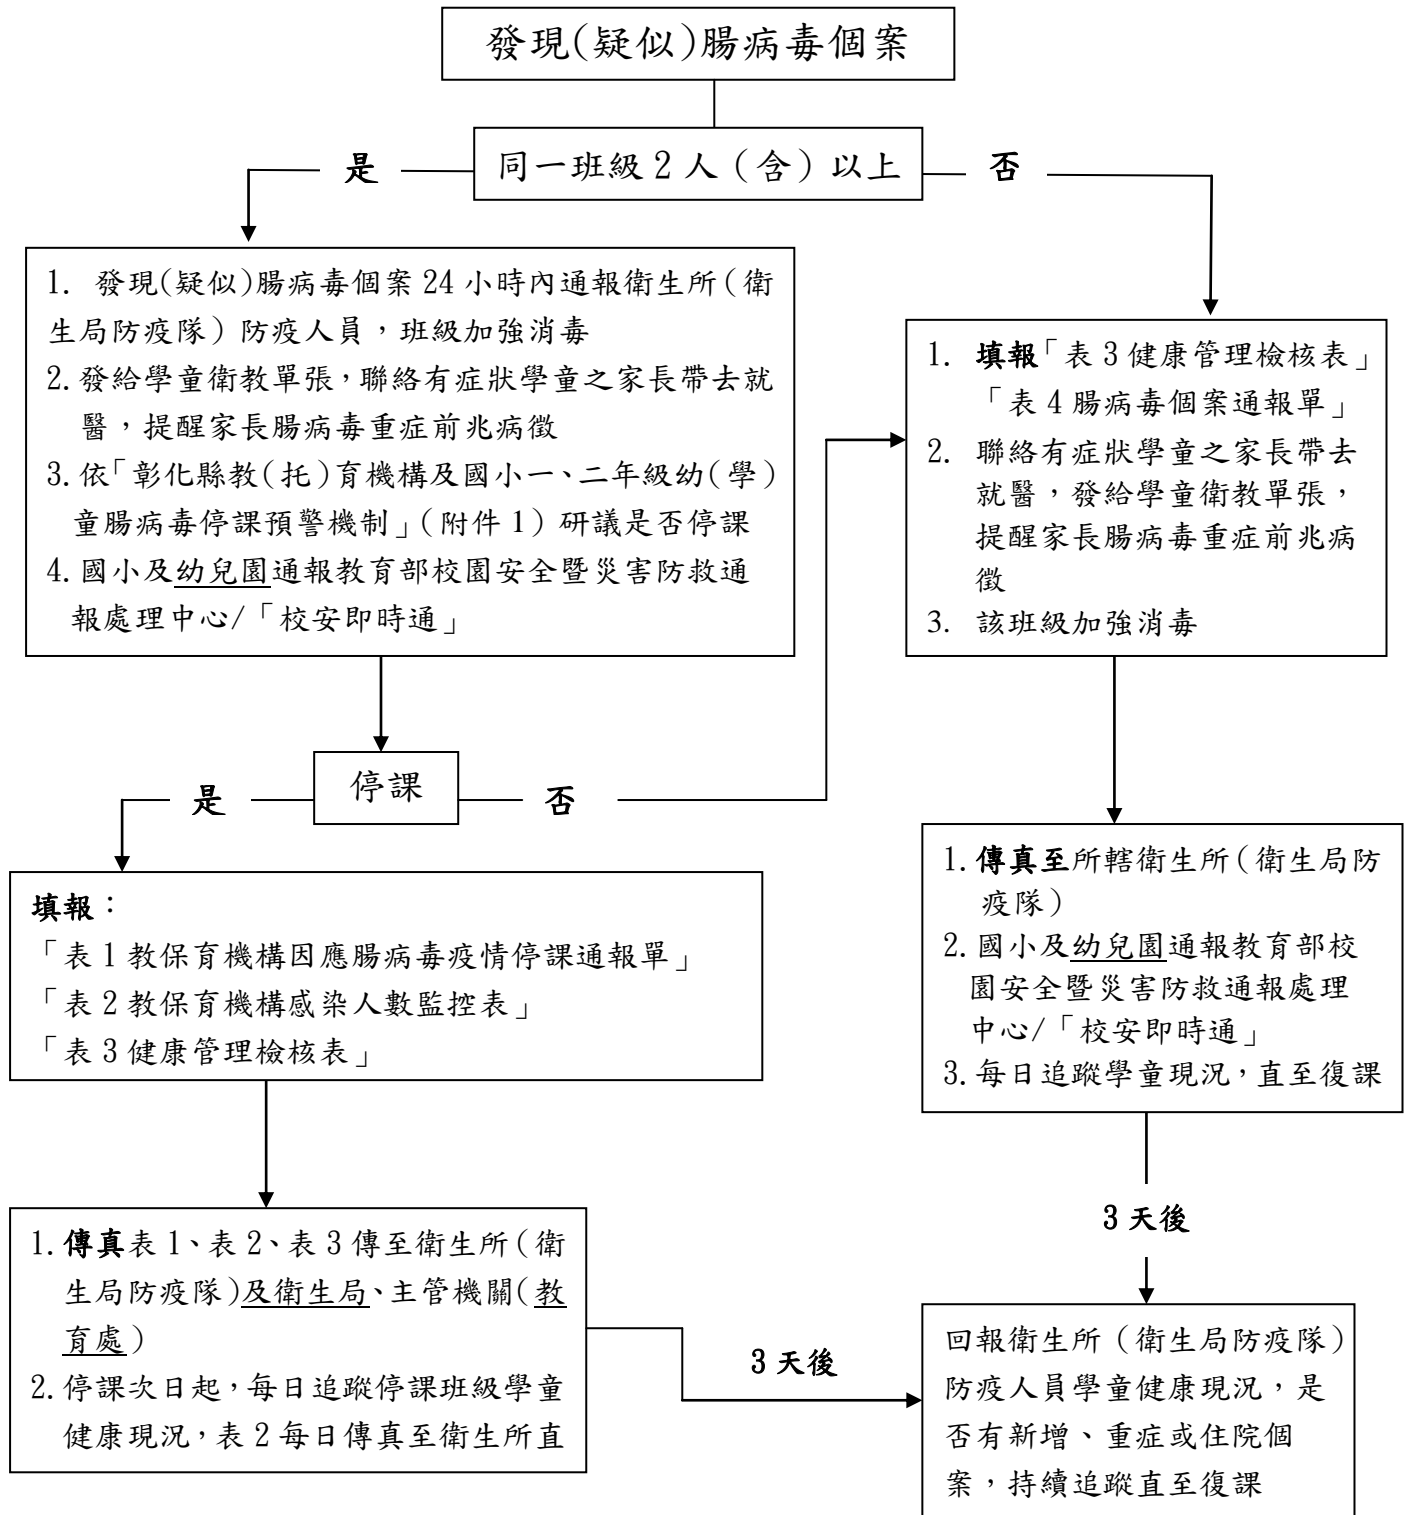 發現(疑似)腸病毒個案
同一班級 2 人（含）以上
是
否
1. 發現(疑似)腸病毒個案 24 小時內通報衛生所（衛
生局防疫隊）防疫人員，班級加強消毒
2. 發給學童衛教單張，聯絡有症狀學童之家長帶去就
醫，提醒家長腸病毒重症前兆病徵
3. 依「彰化縣教（托）育機構及國小一、二年級幼（學）
童腸病毒停課預警機制」（附件 1）研議是否停課
4. 國小及幼兒園通報教育部校園安全暨災害防救通
報處理中心/「校安即時通」
1. 填報「表 3 健康管理檢核表」
「表 4 腸病毒個案通報單」
2. 聯絡有症狀學童之家長帶去
就醫，發給學童衛教單張，
提醒家長腸病毒重症前兆病
徵
3. 該班級加強消毒
停課
是
否
填報：
「表 1 教保育機構因應腸病毒疫情停課通報單」
「表 2 教保育機構感染人數監控表」
「表 3 健康管理檢核表」
1. 傳真至所轄衛生所（衛生局防
疫隊）
2. 國小及幼兒園通報教育部校
園安全暨災害防救通報處理
中心/「校安即時通」
3. 每日追蹤學童現況，直至復課
1. 傳真表 1、表 2、表 3 傳至衛生所（衛
生局防疫隊）及衛生局、主管機關（教
育處）
2. 停課次日起，每日追蹤停課班級學童
健康現況，表 2 每日傳真至衛生所直
3 天後
3 天後
回報衛生所（衛生局防疫隊）
防疫人員學童健康現況，是
否有新增、重症或住院個
案，持續追蹤直至復課